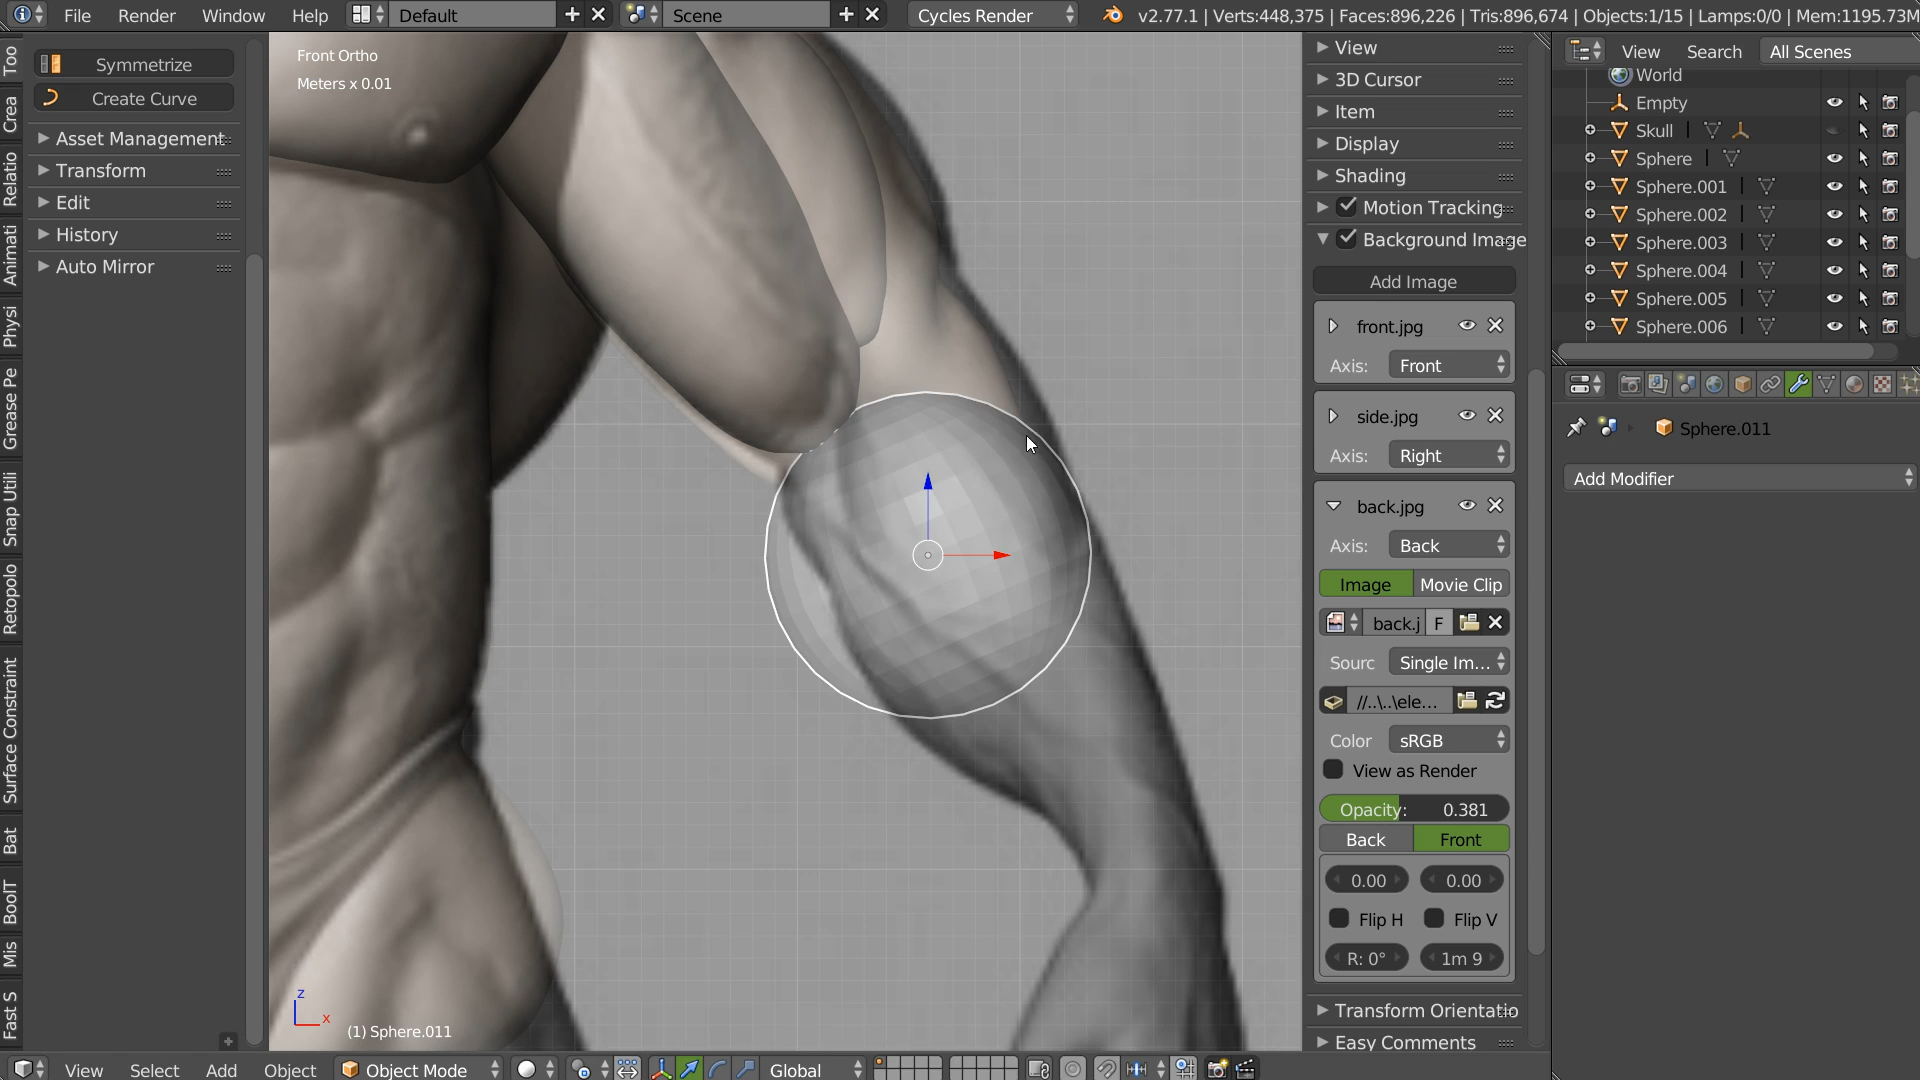 File Render Window Help Default Scene Cycles Render v2.77.1 | Verts:448,375 | Faces:896,226 | Tris:896,674 | Objects:1/15 | Lamps:0/0 | Mem:1195.73M
Too
Crea
Relatio
Animati
Physi
Grease Pe
Snap Utili
Retopolo
Surface Constraint
Bat
BoolT
Mis
Fast S
Symmetrize
Create Curve
Asset Management
Transform
Edit
History
Auto Mirror
Front Ortho
Meters x 0.01
z
x
(1) Sphere.011
View
3D Cursor
Item
Display
Shading
Motion Tracking
Background Image
Add Image
front.jpg
Axis: Front
side.jpg
Axis: Right
back.jpg
Axis: Back
Image Movie Clip
back.j F
Sourc Single Im...
//..\..\ele...
Color sRGB
View as Render
Opacity: 0.381
Back Front
0.00 0.00
Flip H Flip V
R: 0° 1m 9
Transform Orientatio
Easy Comments
View Search All Scenes
World
Empty
Skull
Sphere
Sphere.001
Sphere.002
Sphere.003
Sphere.004
Sphere.005
Sphere.006
Sphere.011
Add Modifier
View Select Add Object Object Mode Global